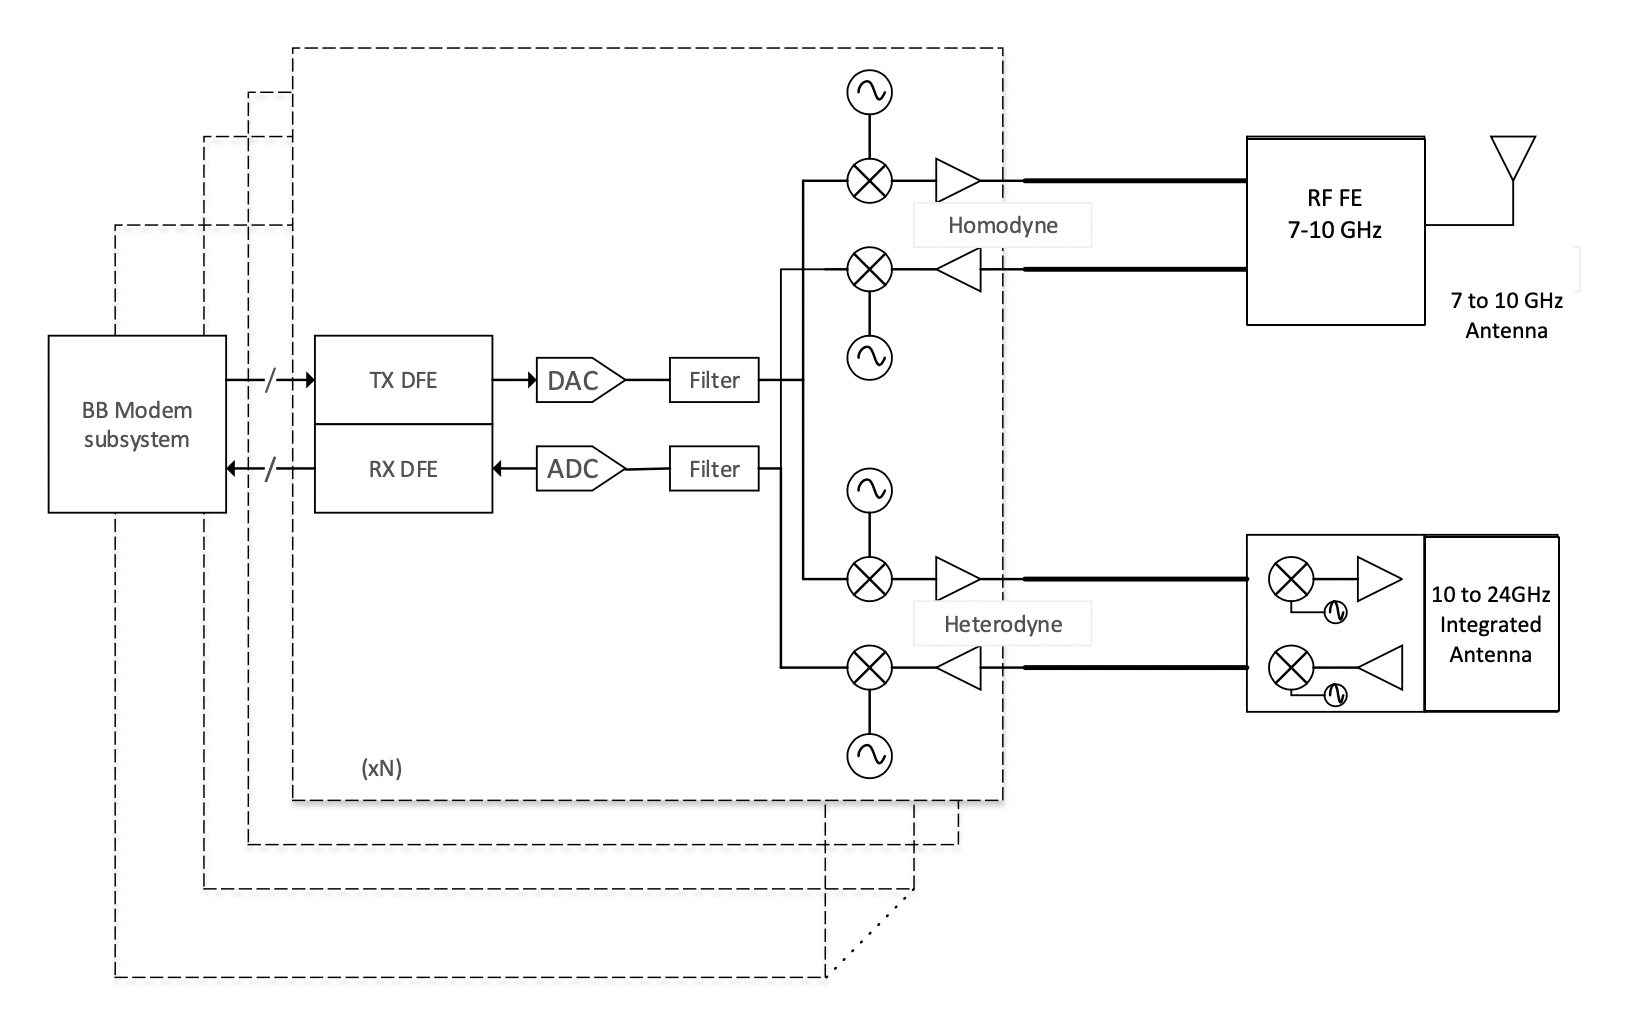 Homodyne
RF FE
7-10 GHz
7 to 10 GHz
Antenna
BB Modem
subsystem
TX DFE
DAC
Filter
RX DFE
ADC
Filter
Heterodyne
10 to 24GHz
Integrated
Antenna
(xN)